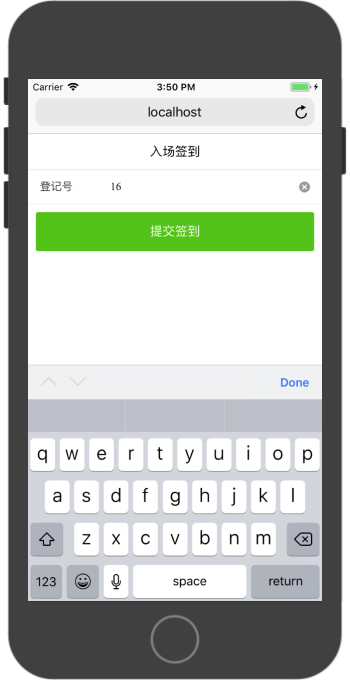 Carrier 3:50 PM
localhost
入场签到
登记号 16
提交签到
Done
q w e r t y u i o p
a s d f g h j k l
z x c v b n m
123 space return